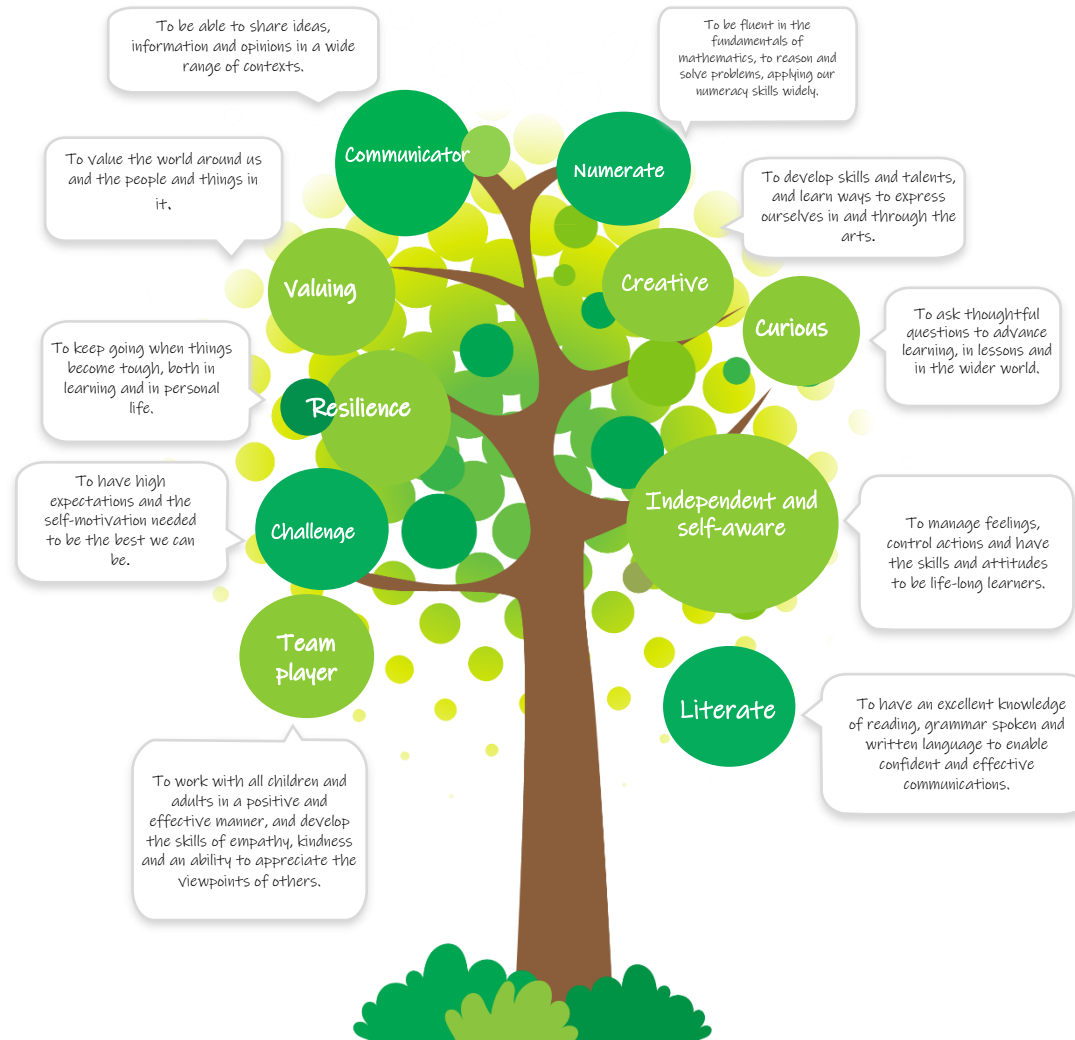 To be able to share ideas,
information and opinions in a wide
range of contexts.
To be fluent in the
fundamentals of
mathematics, to reason and
solve problems, applying our
numeracy skills widely.
Communicator
Numerate
To value the world around us
and the people and things in
it.
To develop skills and talents,
and learn ways to express
ourselves in and through the
arts.
Valuing
Creative
Curious
To ask thoughtful
questions to advance
learning, in lessons and
in the wider world.
To keep going when things
become tough, both in
learning and in personal
life.
Resilience
To have high
expectations and the
self-motivation needed
to be the best we can
be.
Challenge
Independent and
self-aware
To manage feelings,
control actions and have
the skills and attitudes
to be life-long learners.
Team
player
Literate
To have an excellent knowledge
of reading, grammar spoken and
written language to enable
confident and effective
communications.
To work with all children and
adults in a positive and
effective manner, and develop
the skills of empathy, kindness
and an ability to appreciate the
viewpoints of others.